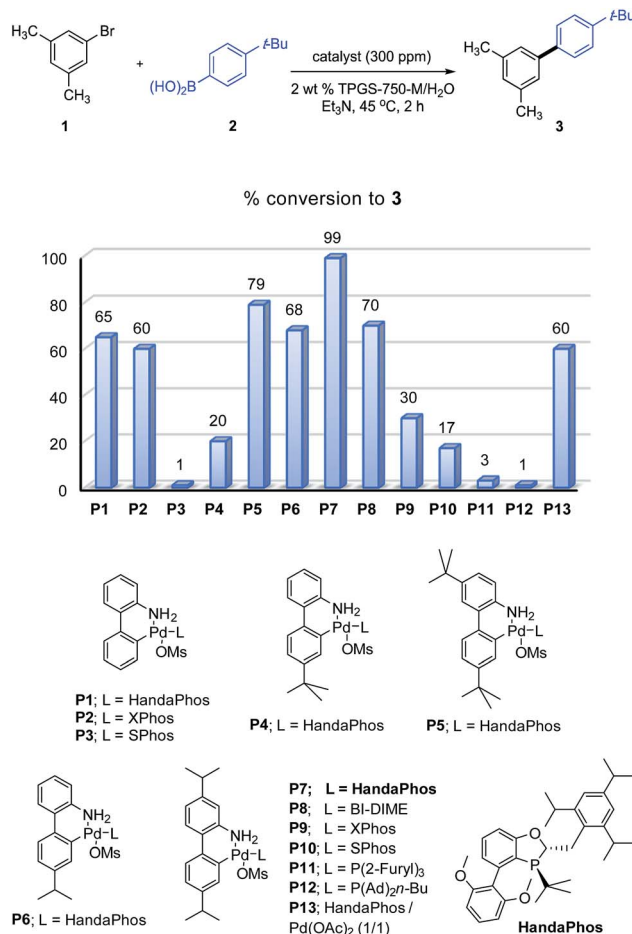 H₃C
Br
CH₃
1
+
(HO)₂B
t-Bu
2
catalyst (300 ppm)
2 wt % TPGS-750-M/H₂O
Et₃N, 45 ºC, 2 h
t-Bu
H₃C
CH₃
3
% conversion to 3
100
80
60
40
20
0
65
60
1
20
79
68
99
70
30
17
3
1
60
P1 P2 P3 P4 P5 P6 P7 P8 P9 P10 P11 P12 P13
NH₂
Pd–L
OMs
P1; L = HandaPhos
P2; L = XPhos
P3; L = SPhos
NH₂
Pd–L
OMs
P4; L = HandaPhos
NH₂
Pd–L
OMs
P5; L = HandaPhos
NH₂
Pd–L
OMs
P6; L = HandaPhos
NH₂
Pd–L
OMs
P7; L = HandaPhos
P8; L = BI-DIME
P9; L = XPhos
P10; L = SPhos
P11; L = P(2-Furyl)₃
P12; L = P(Ad)₂n-Bu
P13; HandaPhos /
Pd(OAc)₂ (1/1)
O
P
O
O
HandaPhos